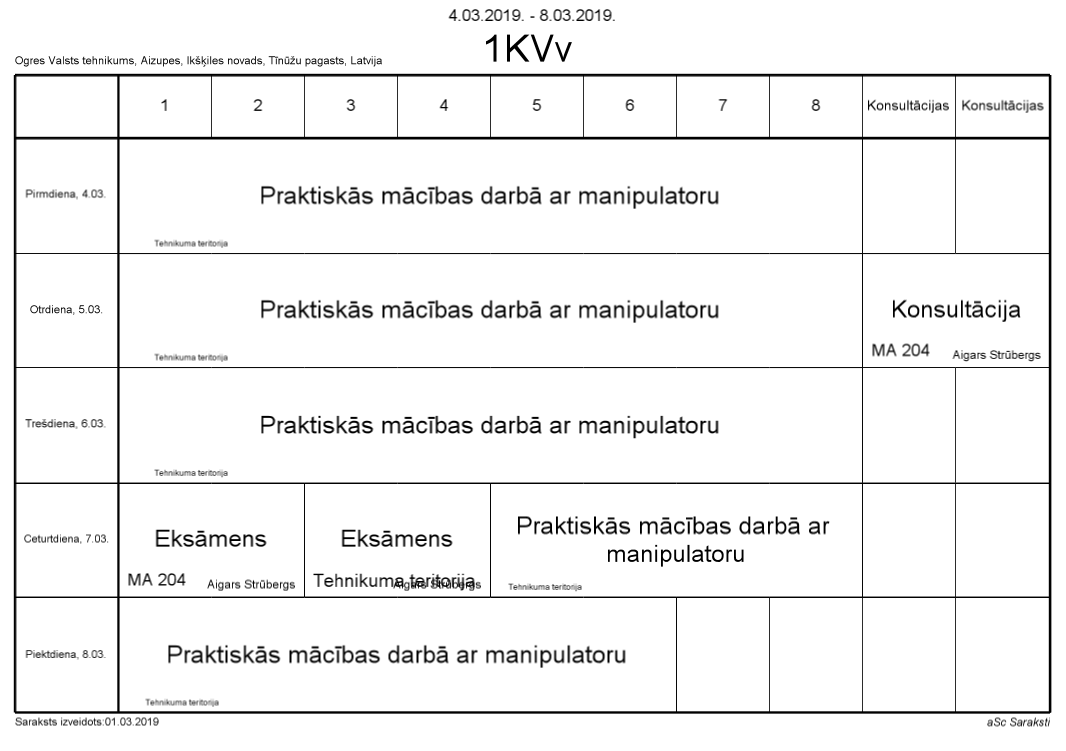 4.03.2019. - 8.03.2019.
1KVv
Ogres Valsts tehnikums, Aizupes, Ikšķiles novads, Tīnūžu pagasts, Latvija
1 2 3 4 5 6 7 8 Konsultācijas Konsultācijas
Pirmdiena, 4.03.
Praktiskās mācības darbā ar manipulatoru
Tehnikuma teritorija
Otrdiena, 5.03.
Praktiskās mācības darbā ar manipulatoru
Tehnikuma teritorija
Konsultācija
MA 204 Aigars Strūbergs
Trešdiena, 6.03.
Praktiskās mācības darbā ar manipulatoru
Tehnikuma teritorija
Ceturtdiena, 7.03.
Eksāmens
MA 204 Aigars Strūbergs
Eksāmens
Tehnikuma teritorija Aigars Strūbergs
Praktiskās mācības darbā ar
manipulatoru
Tehnikuma teritorija
Piektdiena, 8.03.
Praktiskās mācības darbā ar manipulatoru
Tehnikuma teritorija
Saraksts izveidots:01.03.2019
aSc Saraksti